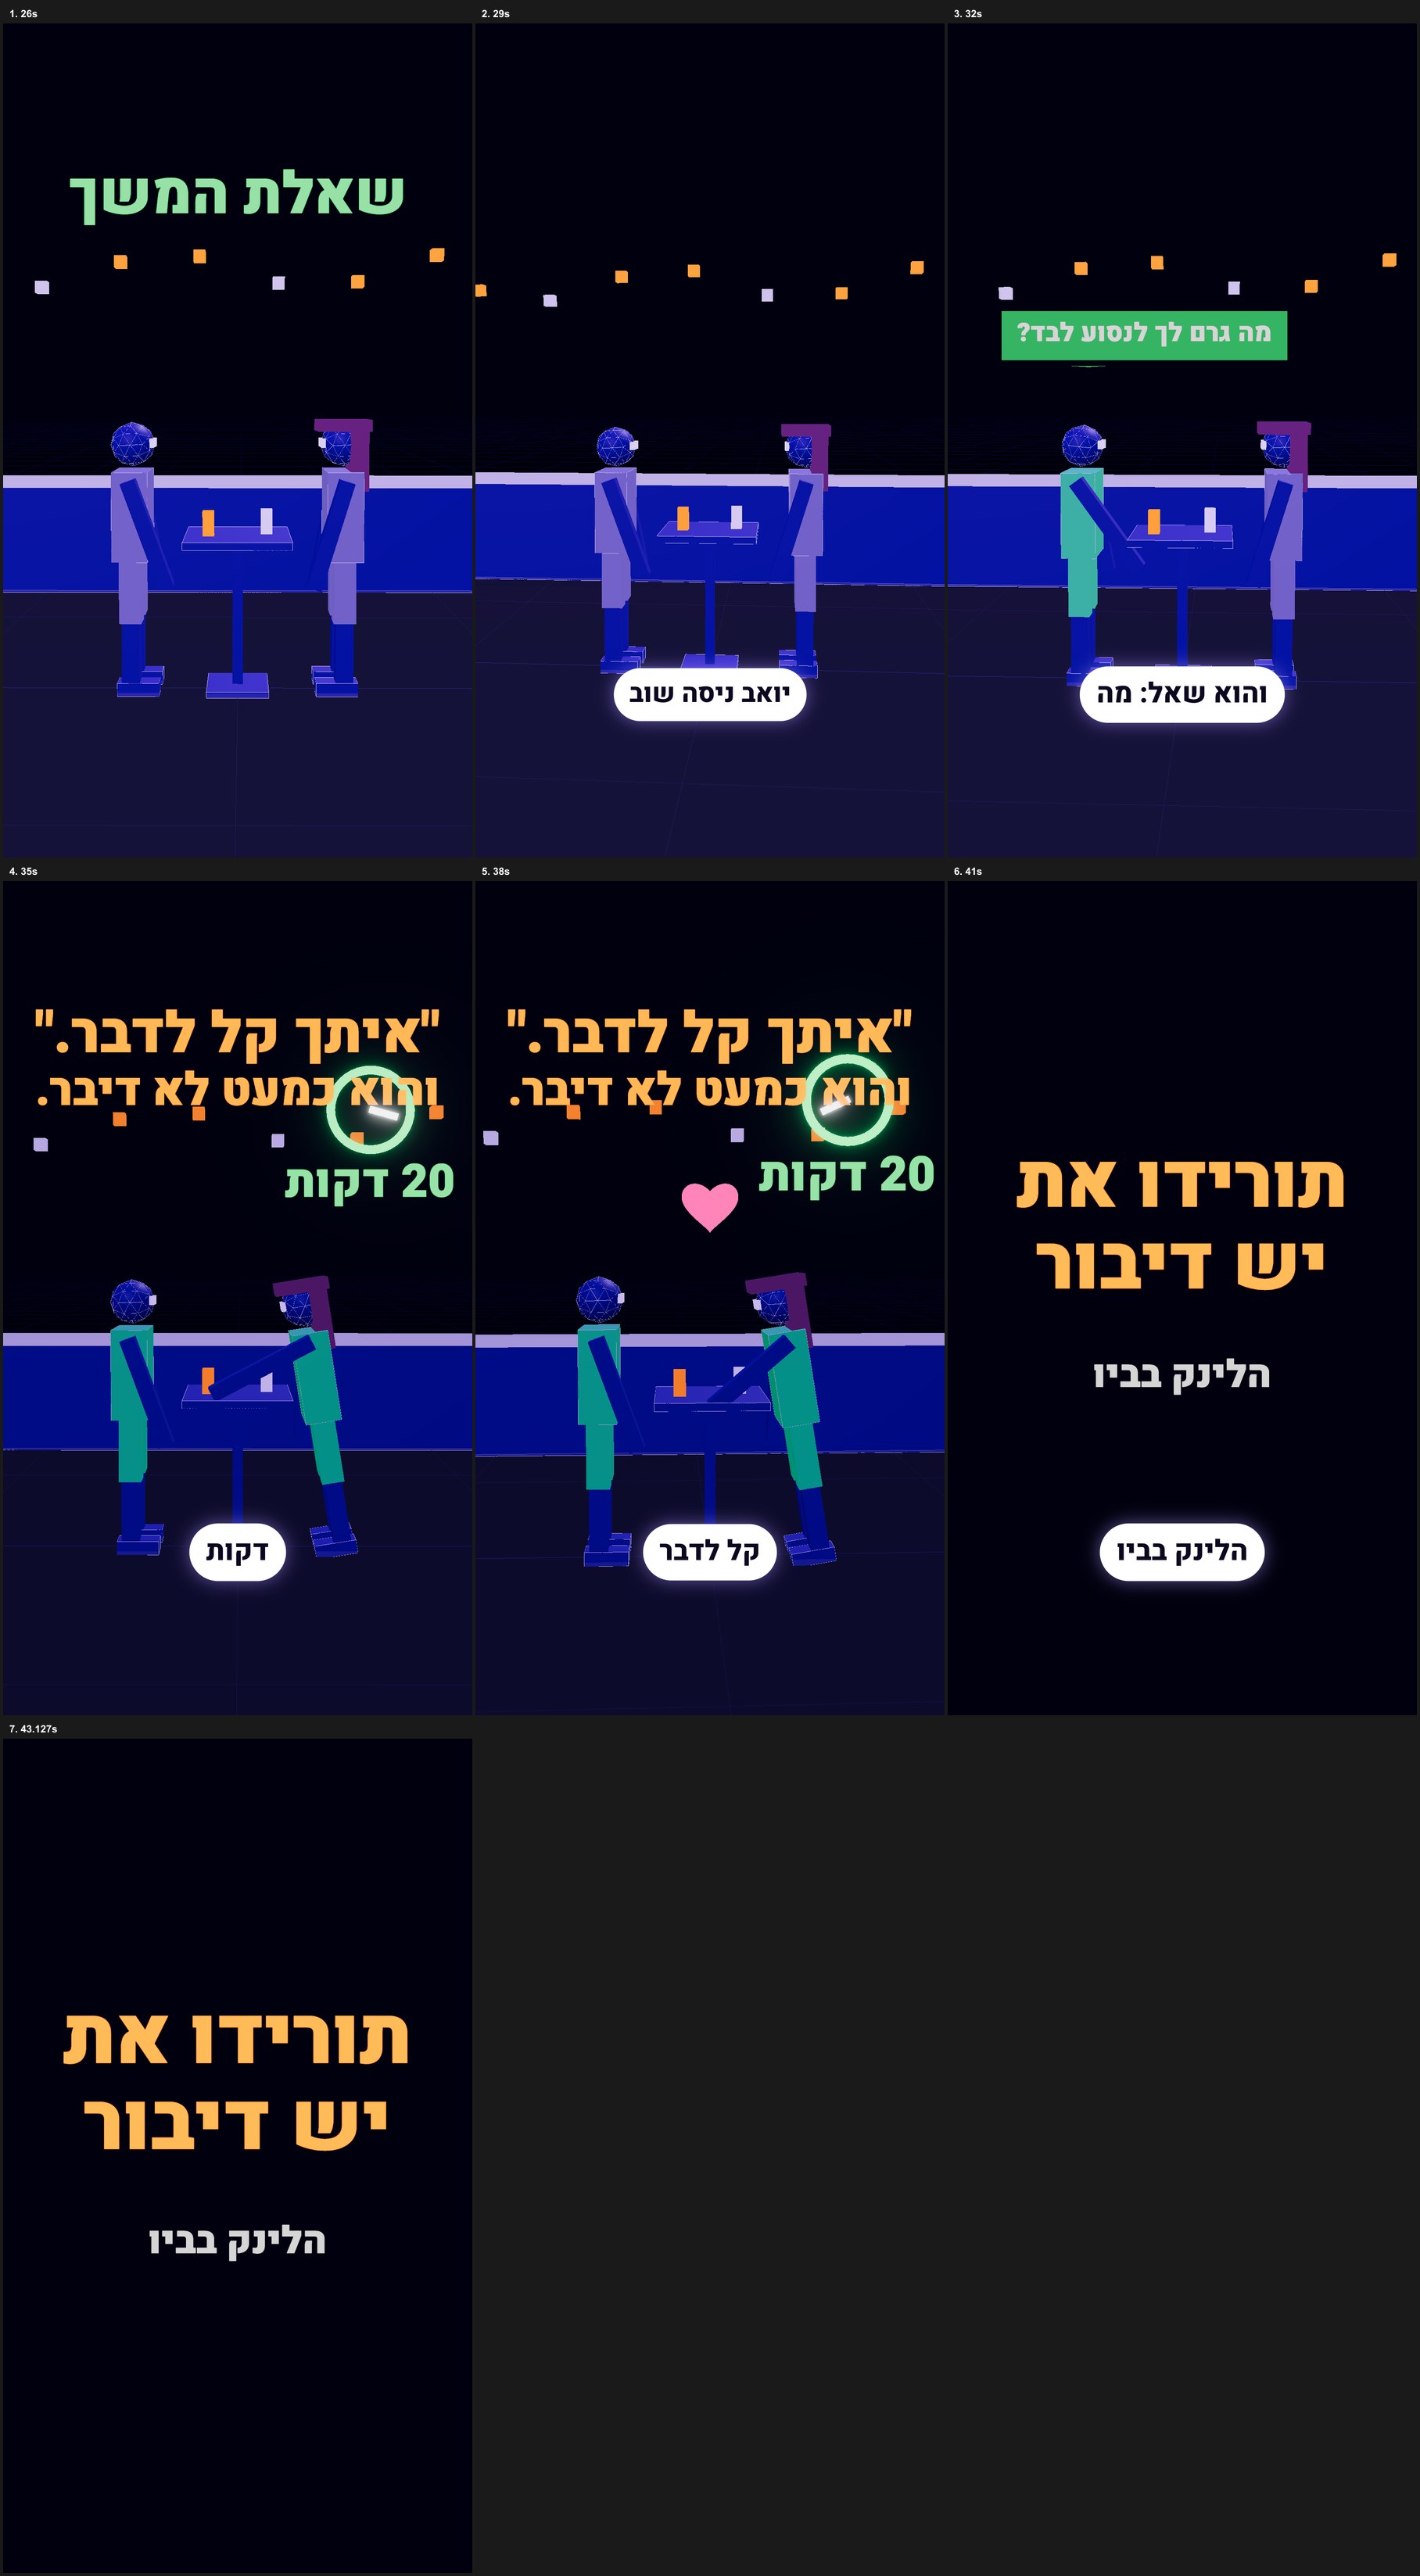 1. 26s
שאלת המשך
2. 29s
יואב ניסה שוב
3. 32s
מה גרם לך לנסוע לבד?
והוא שאל: מה
4. 35s
"איתך קל לדבר."
והוא כמעט לא דיבר.
20 דקות
דקות
5. 38s
"איתך קל לדבר."
והוא כמעט לא דיבר.
20 דקות
קל לדבר
6. 41s
תורידו את
יש דיבור
הלינק בביו
הלינק בביו
7. 43.127s
תורידו את
יש דיבור
הלינק בביו